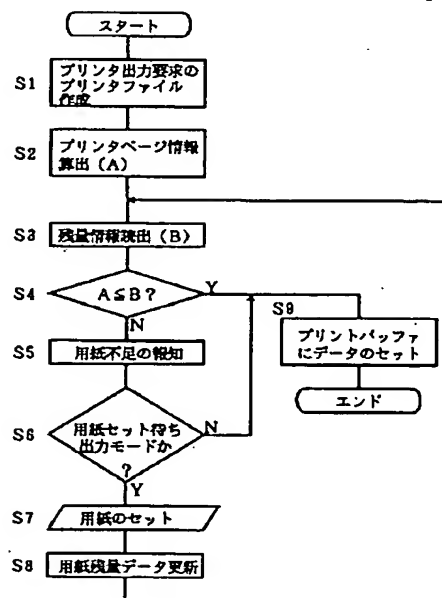 スタート
S1
プリンタ出力要求の
プリンタファイル
作成
S2
プリンタページ情報
算出(A)
S3
残量情報読出(B)
S4
A≦B?
Y
N
S9
プリントバッファ
にデータのセット
エンド
S5
用紙不足の報知
S6
用紙セット待ち
出力モードか
?
N
Y
S7
用紙のセット
S8
用紙残量データ更新